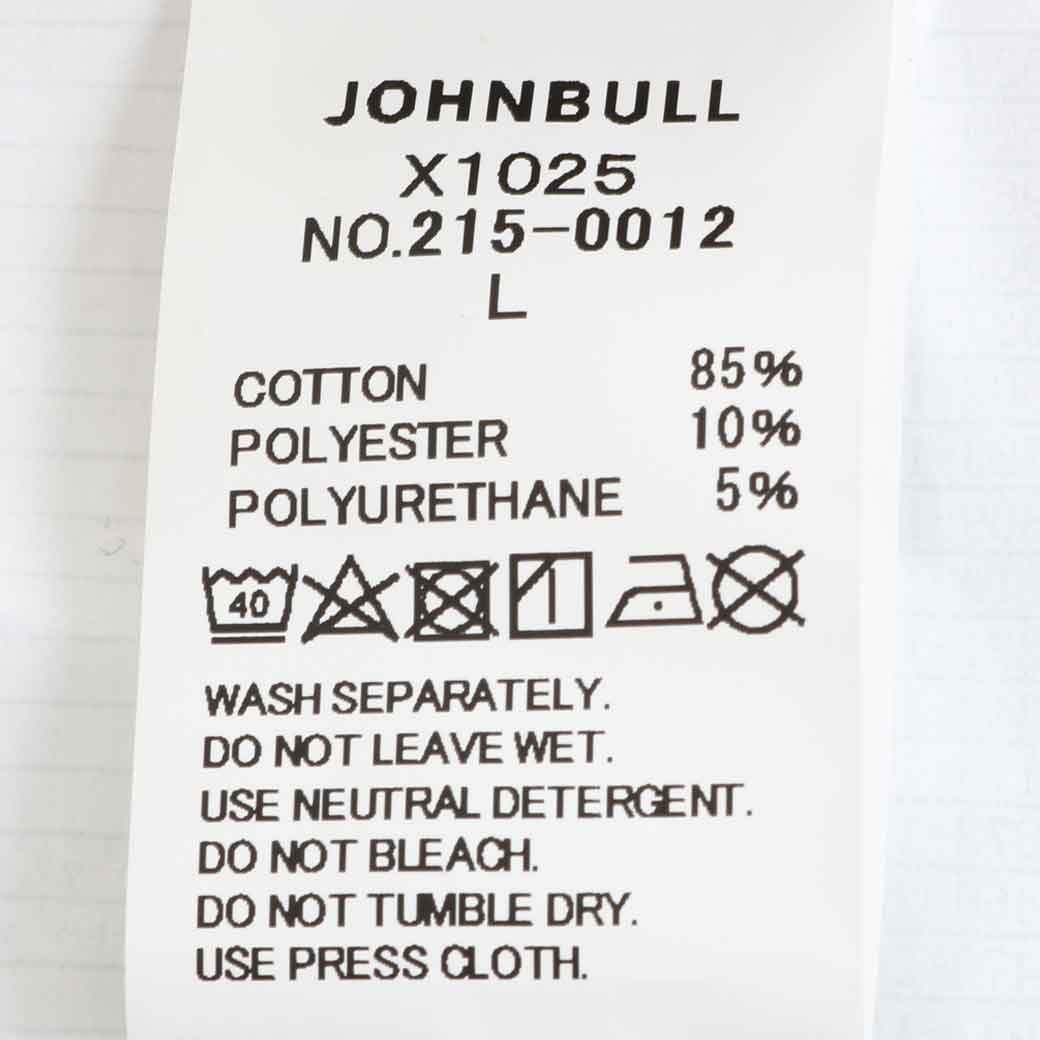 JOHNBULL
X1025
NO.215-0012
L
COTTON 85%
POLYESTER 10%
POLYURETHANE 5%
40
WASH SEPARATELY.
DO NOT LEAVE WET.
USE NEUTRAL DETERGENT.
DO NOT BLEACH.
DO NOT TUMBLE DRY.
USE PRESS CLOTH.